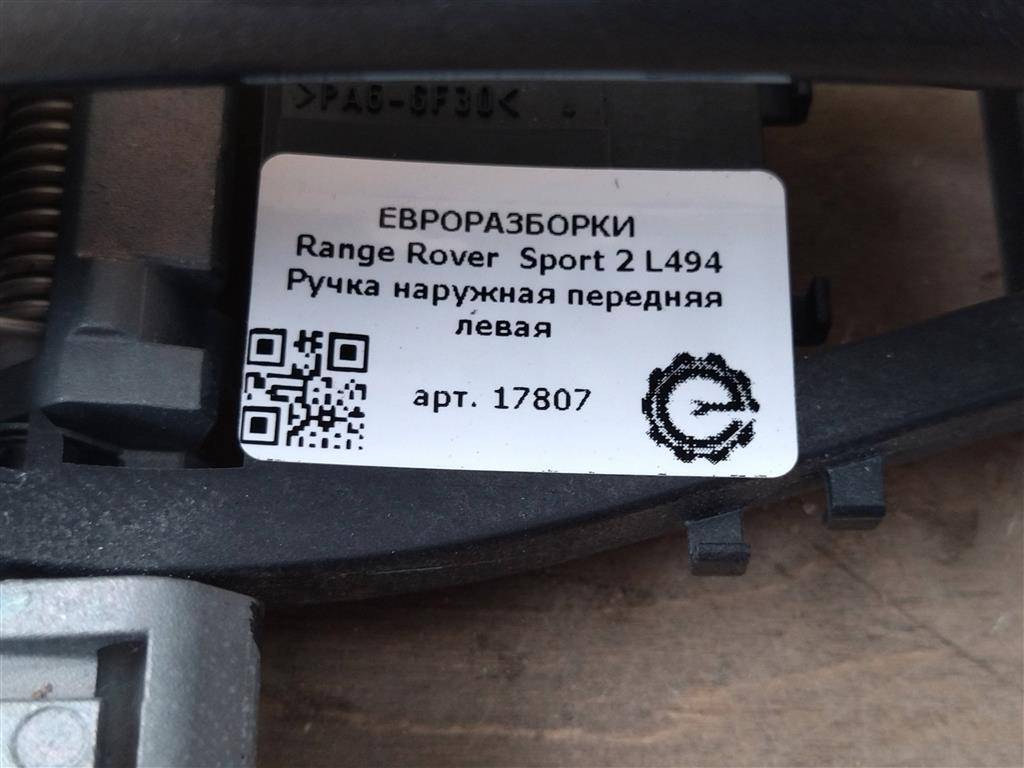 >PA6-GF30<
ЕВРОРАЗБОРКИ
Range Rover Sport 2 L494
Ручка наружная передняя
левая
арт. 17807